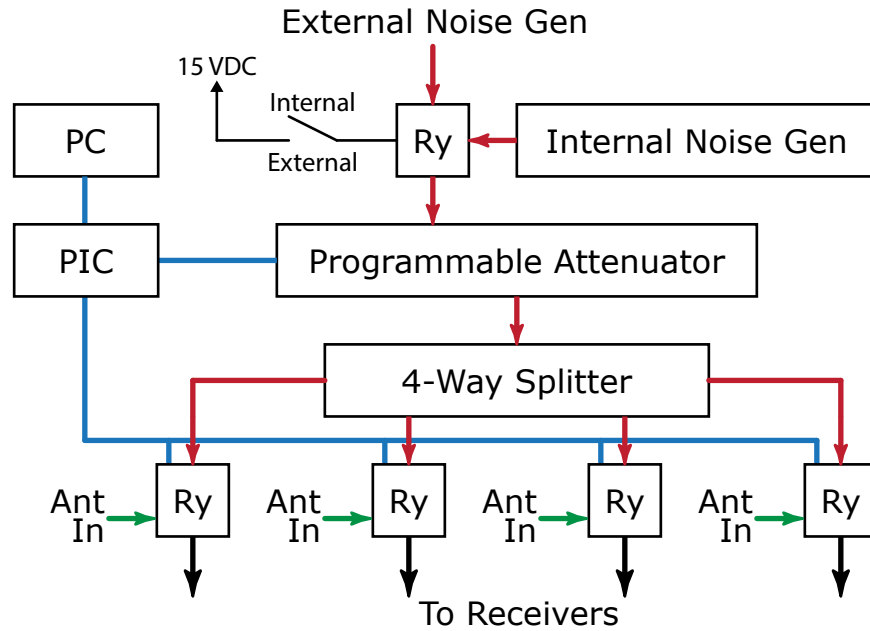 External Noise Gen
15 VDC
Internal
External
PC
Ry
Internal Noise Gen
PIC
Programmable Attenuator
4-Way Splitter
Ant
In
Ry
Ant
In
Ry
Ant
In
Ry
Ant
In
Ry
To Receivers